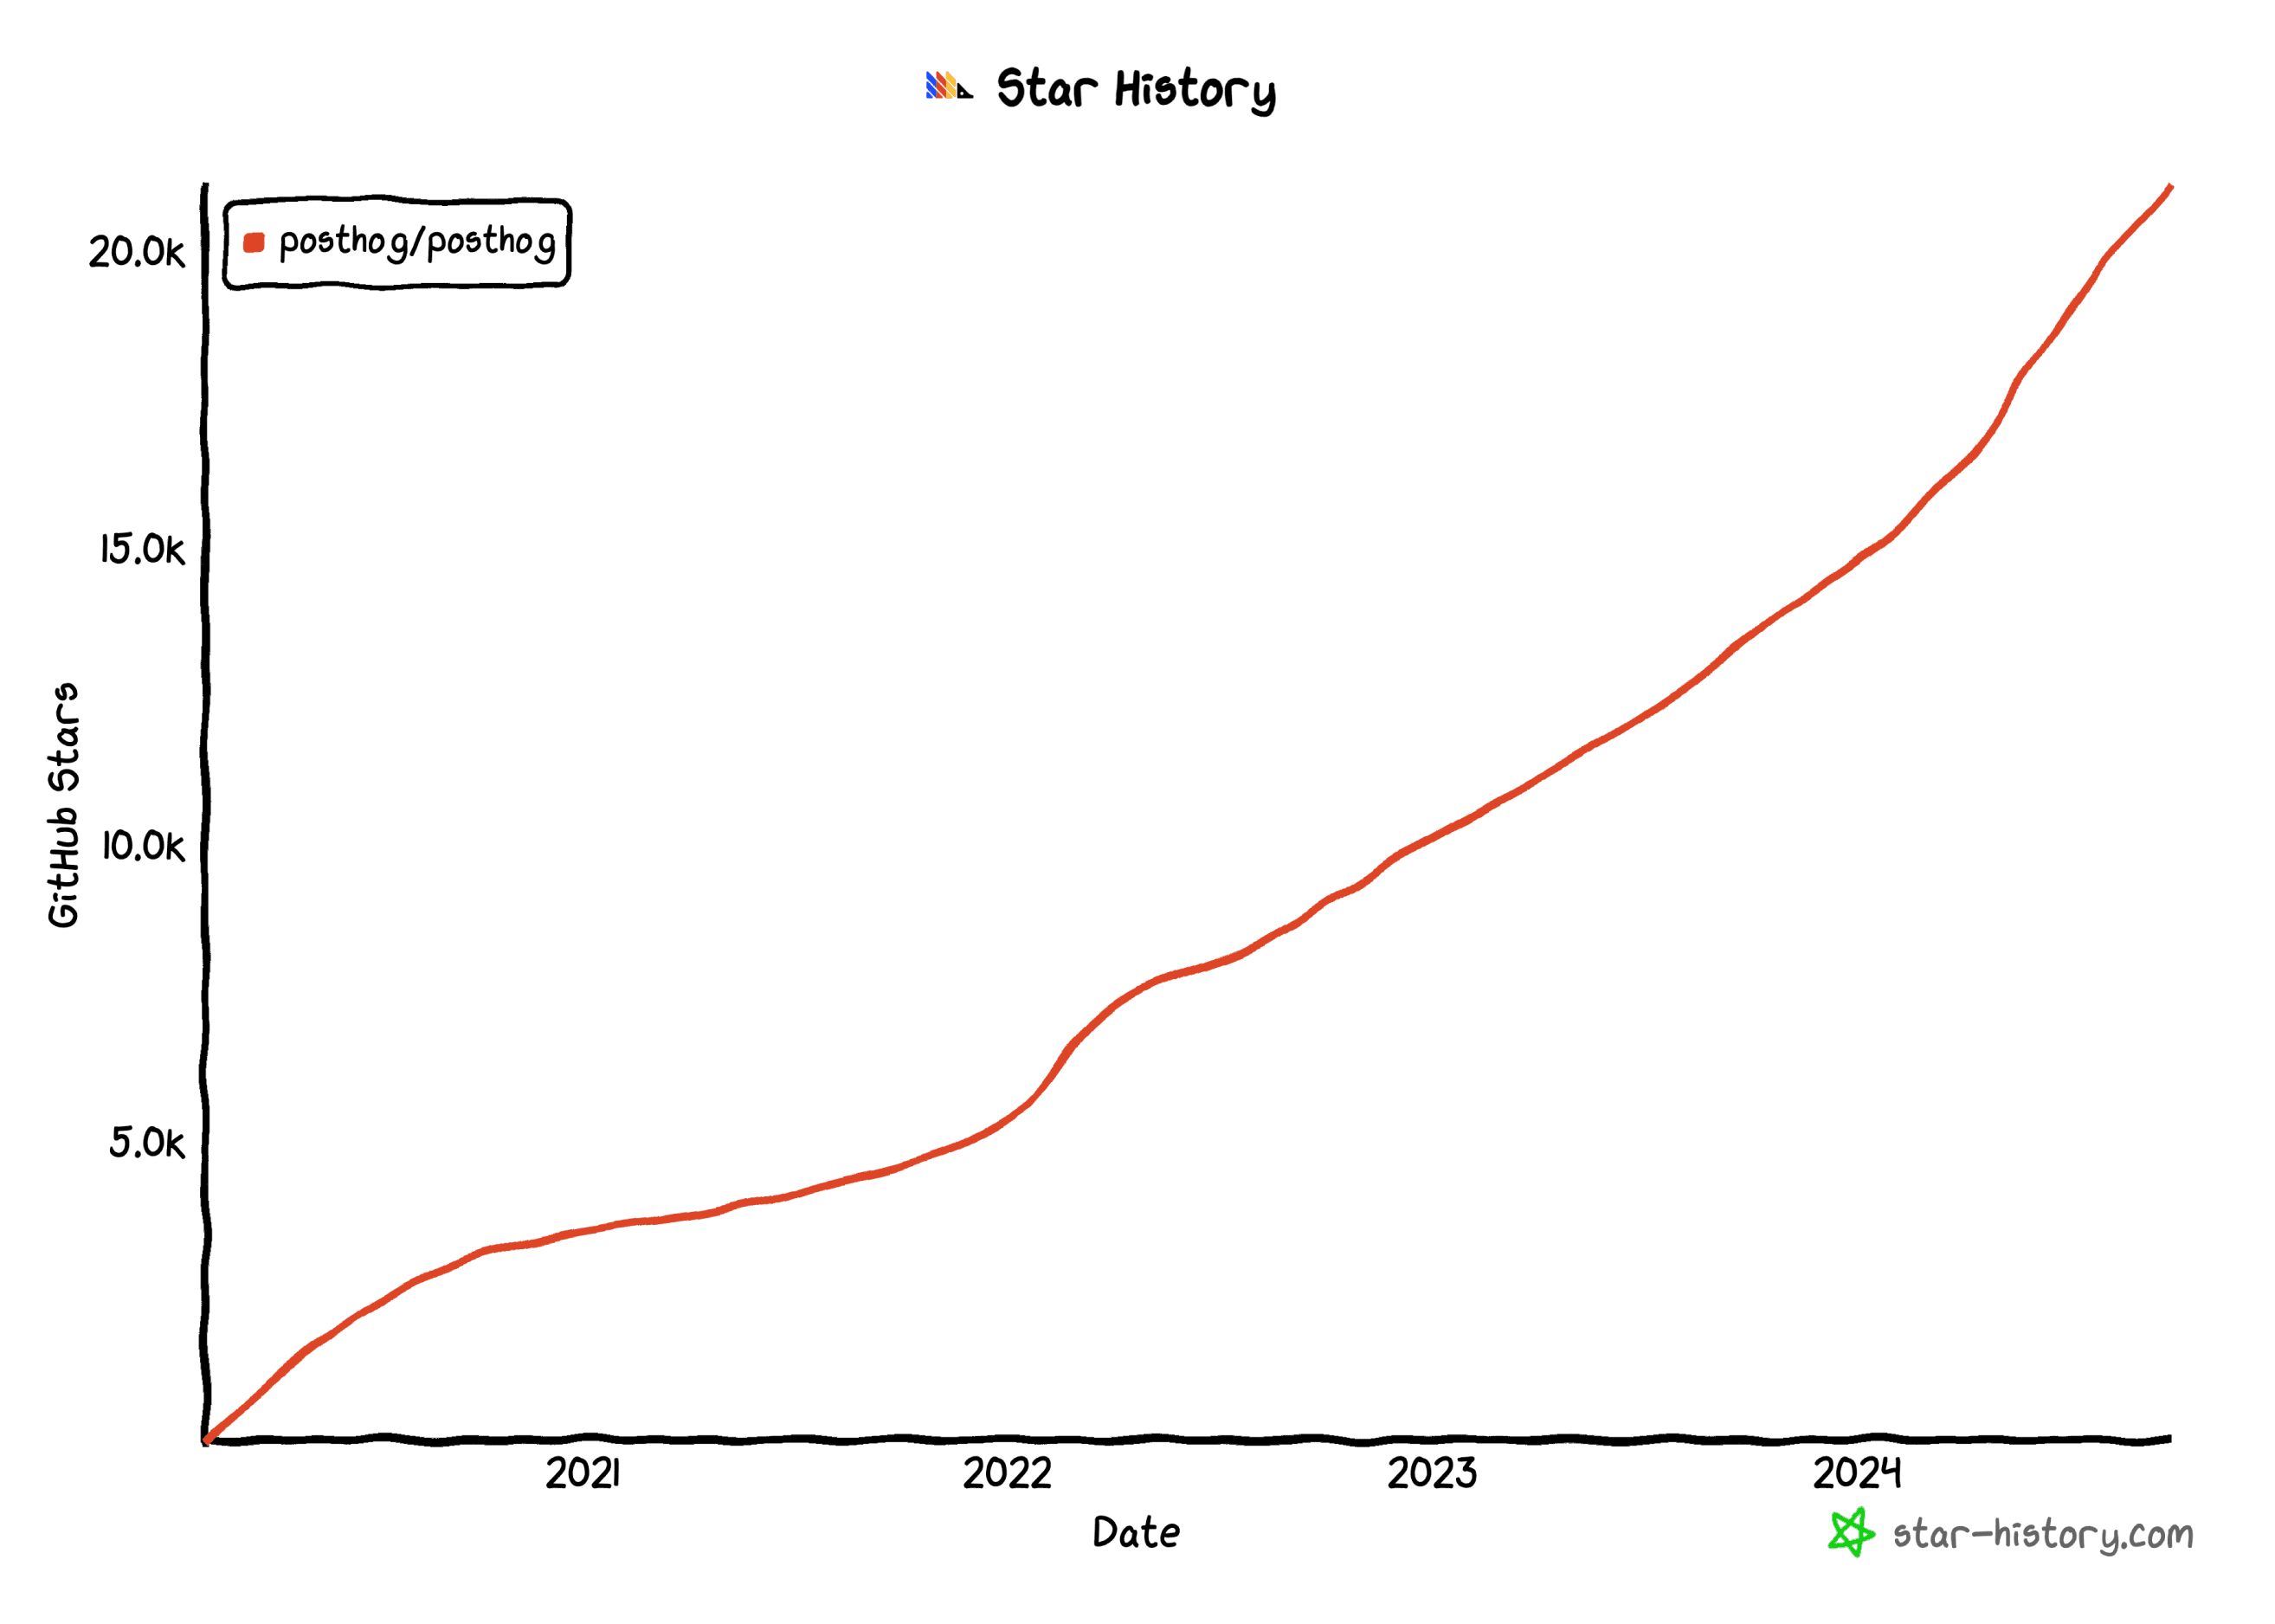 Star History
posthog/posthog
20.0K
15.0K
10.0K
5.0K
GitHub Stars
2021
2022
2023
2024
Date
star-history.com